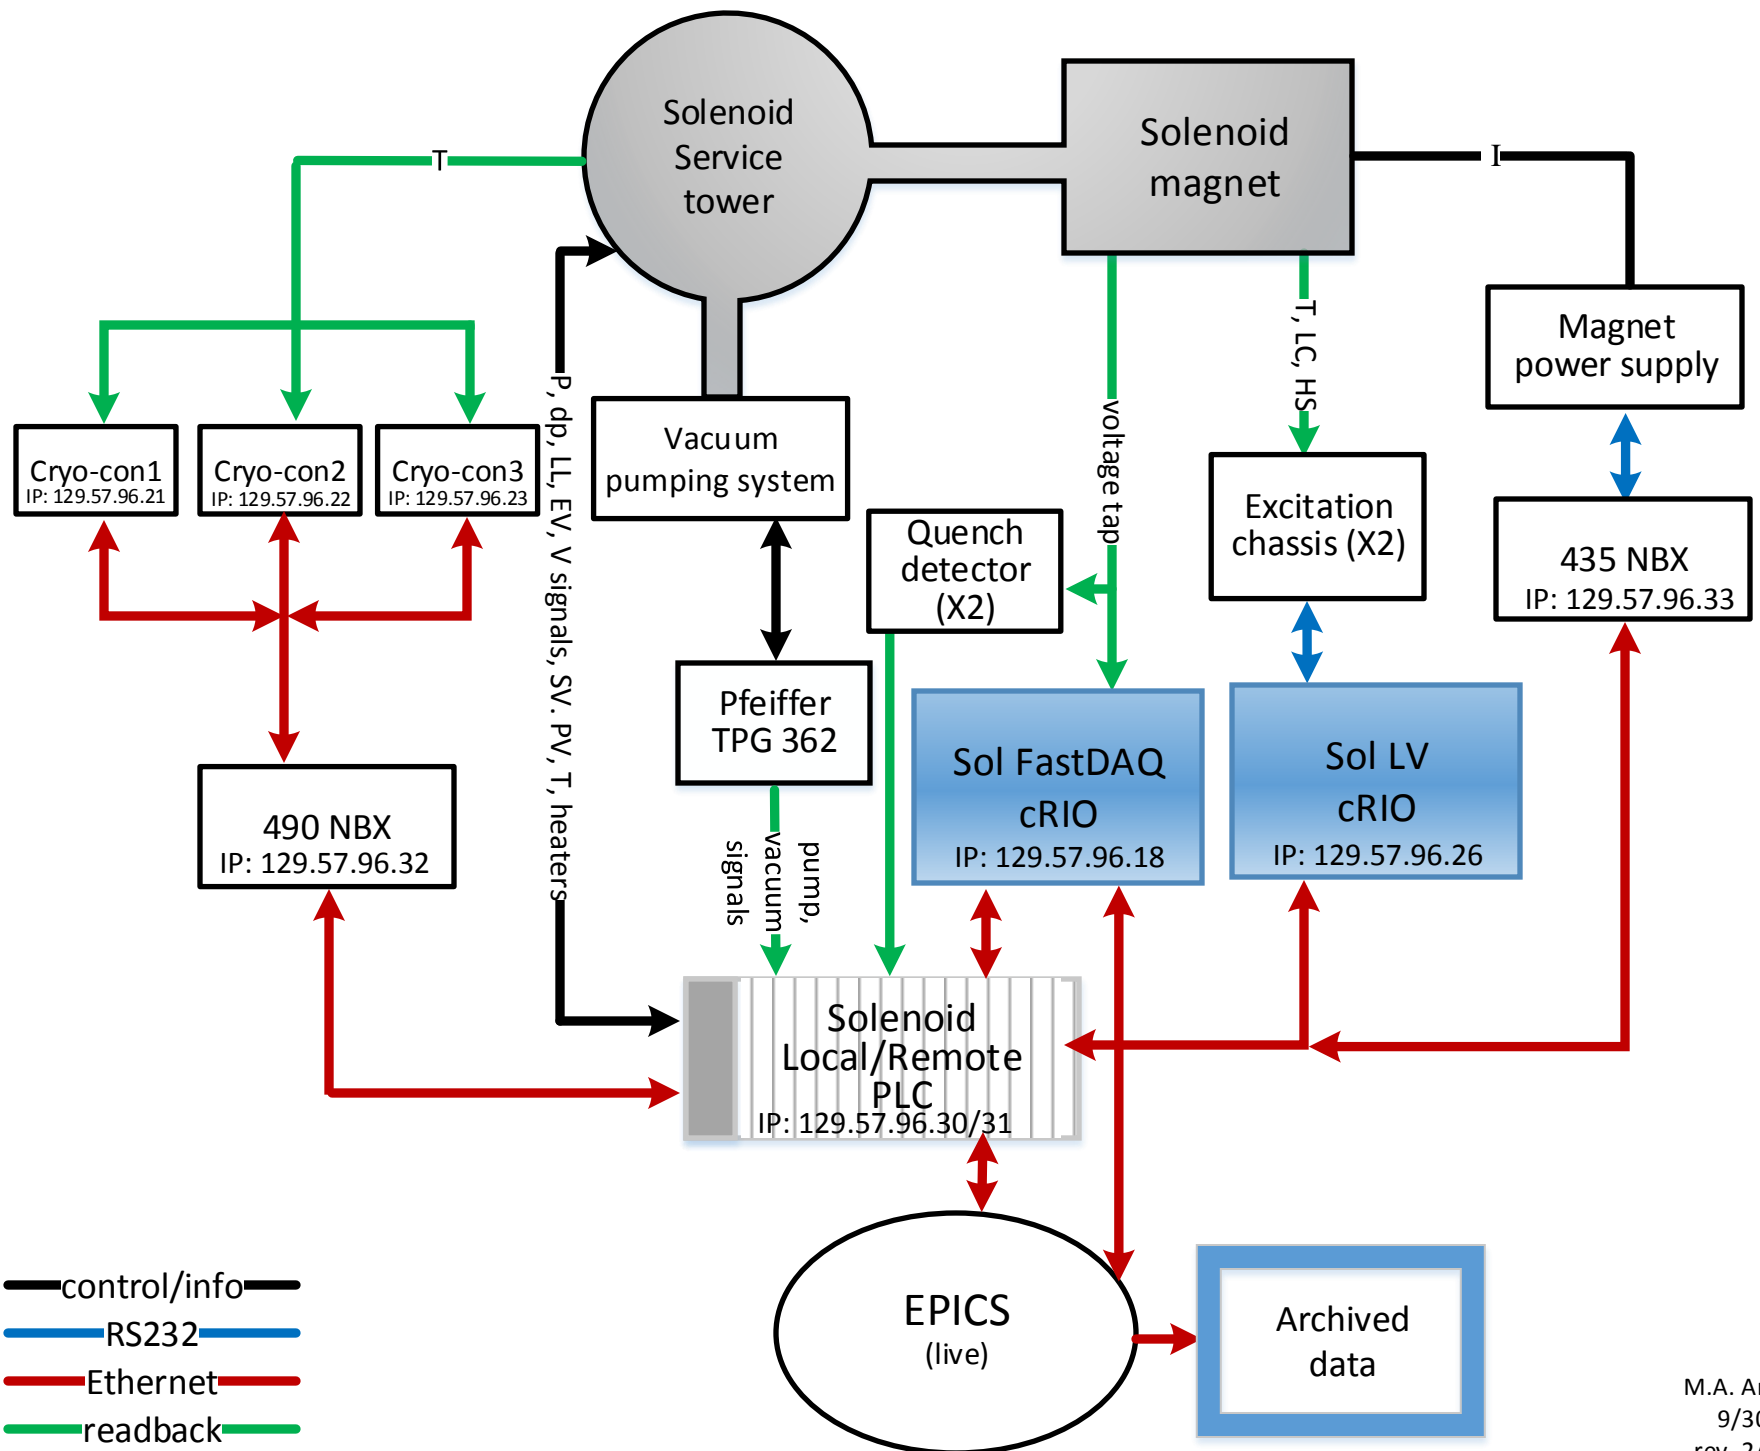 Solenoid
Service
tower
Solenoid
magnet
T
I
Magnet
power supply
T, LC, HS
voltage tap
P, dp, LL, EV, V signals, SV. PV, T, heaters
Vacuum
pumping system
Cryo-con1
IP: 129.57.96.21
Cryo-con2
IP: 129.57.96.22
Cryo-con3
IP: 129.57.96.23
Quench
detector
(X2)
Excitation
chassis (X2)
435 NBX
IP: 129.57.96.33
Pfeiffer
TPG 362
Sol FastDAQ
cRIO
IP: 129.57.96.18
Sol LV
cRIO
IP: 129.57.96.26
490 NBX
IP: 129.57.96.32
pump,
vacuum
signals
Solenoid
Local/Remote
PLC
IP: 129.57.96.30/31
EPICS
(live)
Archived
data
control/info
RS232
Ethernet
readback
M.A.